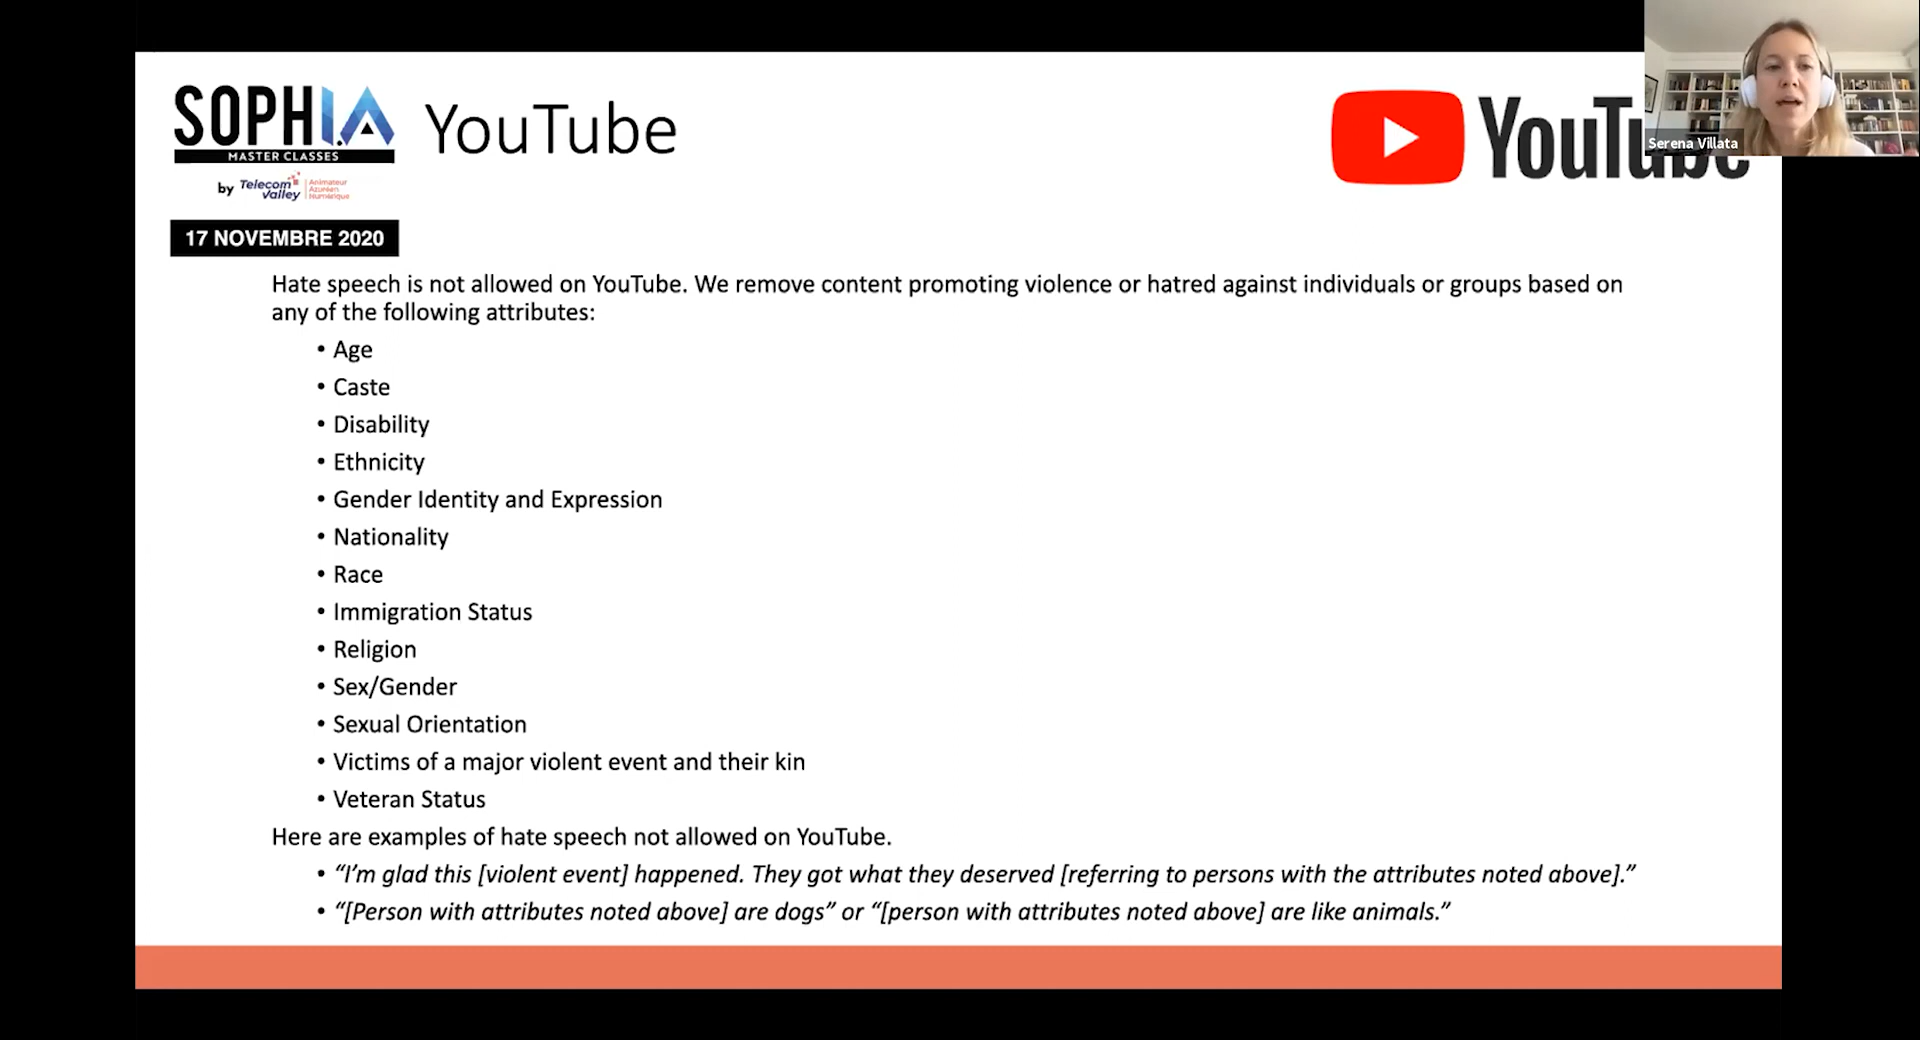 SOPHI.A
MASTER CLASSES
by Telecom Valley
Animateur
Azuréen
Numérique
YouTube
YouTube
Serena Villata
17 NOVEMBRE 2020
Hate speech is not allowed on YouTube. We remove content promoting violence or hatred against individuals or groups based on
any of the following attributes:
• Age
• Caste
• Disability
• Ethnicity
• Gender Identity and Expression
• Nationality
• Race
• Immigration Status
• Religion
• Sex/Gender
• Sexual Orientation
• Victims of a major violent event and their kin
• Veteran Status
Here are examples of hate speech not allowed on YouTube.
• “I’m glad this [violent event] happened. They got what they deserved [referring to persons with the attributes noted above].”
• “[Person with attributes noted above] are dogs” or “[person with attributes noted above] are like animals.”